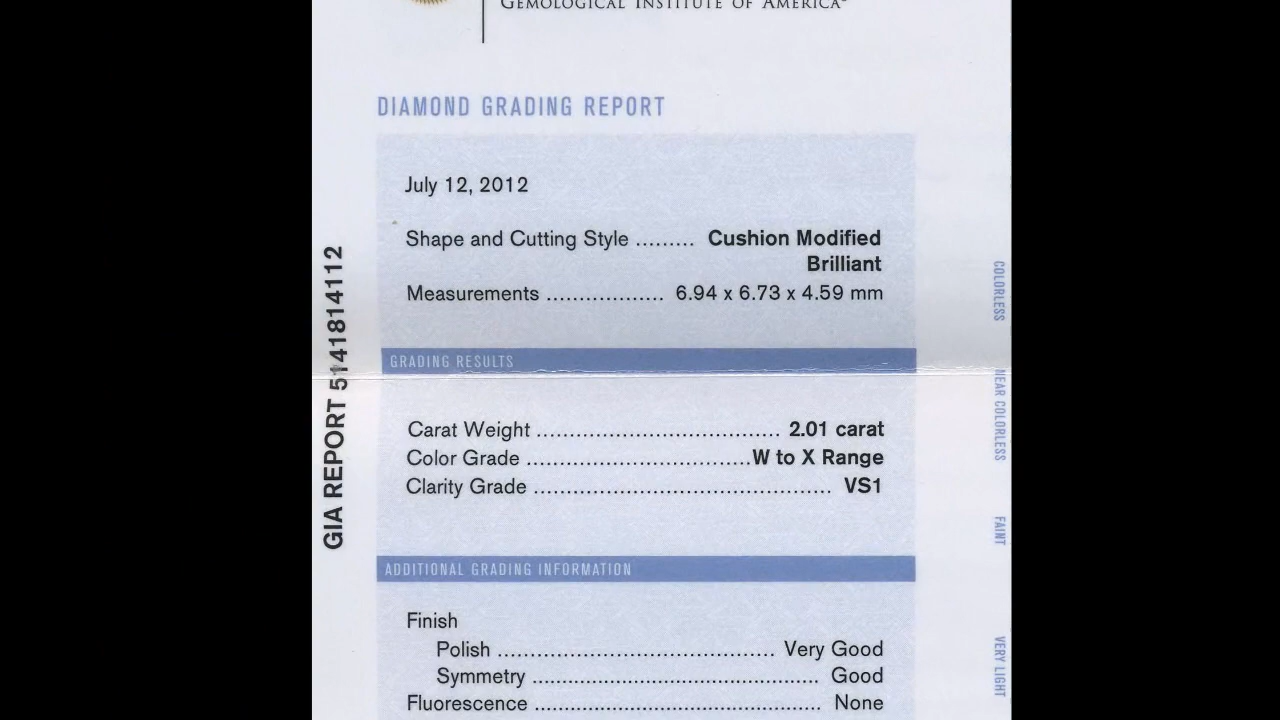 GEMOLOGICAL INSTITUTE OF AMERICA®
DIAMOND GRADING REPORT
July 12, 2012
Shape and Cutting Style ......... Cushion Modified
Brilliant
Measurements .................. 6.94 x 6.73 x 4.59 mm
GRADING RESULTS
Carat Weight ................................... 2.01 carat
Color Grade ................................W to X Range
Clarity Grade ........................................... VS1
ADDITIONAL GRADING INFORMATION
Finish
Polish ........................................ Very Good
Symmetry ......................................... Good
Fluorescence ......................................... None
GIA REPORT 5141814112
COLORLESS
NEAR COLORLESS
FAINT
VERY LIGHT